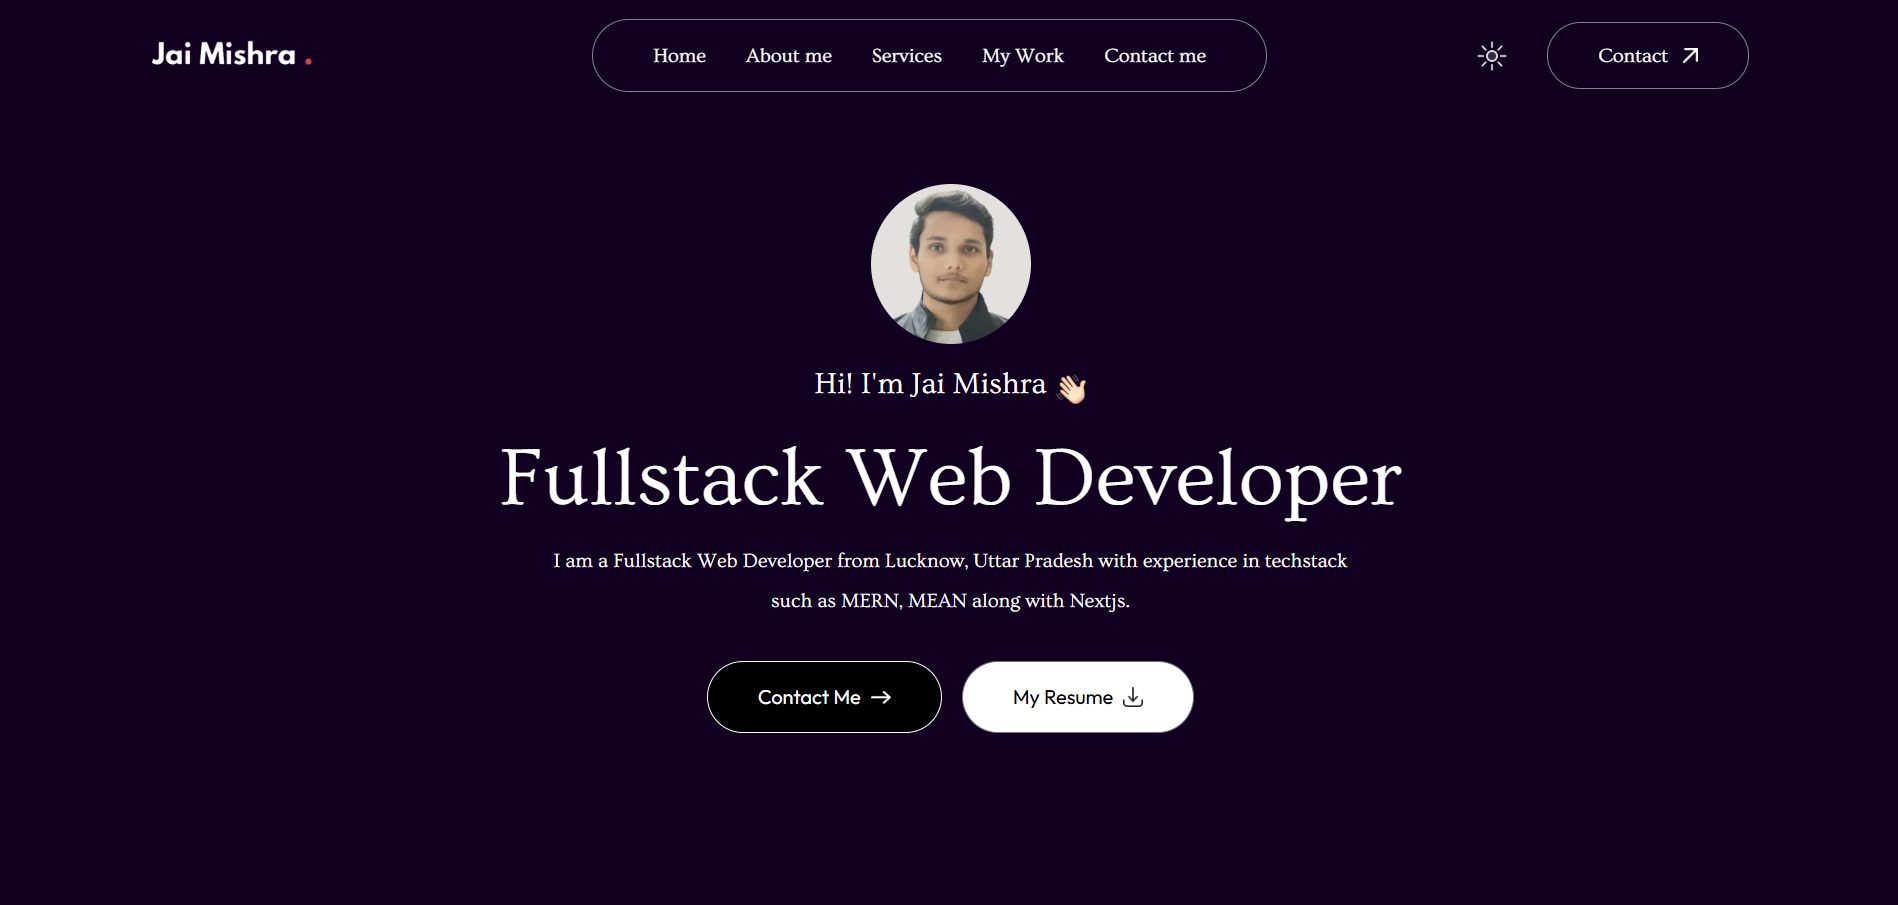 Jai Mishra .
Home About me Services My Work Contact me
Contact
Hi! I'm Jai Mishra 👋🏻
Fullstack Web Developer
I am a Fullstack Web Developer from Lucknow, Uttar Pradesh with experience in techstack
such as MERN, MEAN along with Nextjs.
Contact Me
My Resume